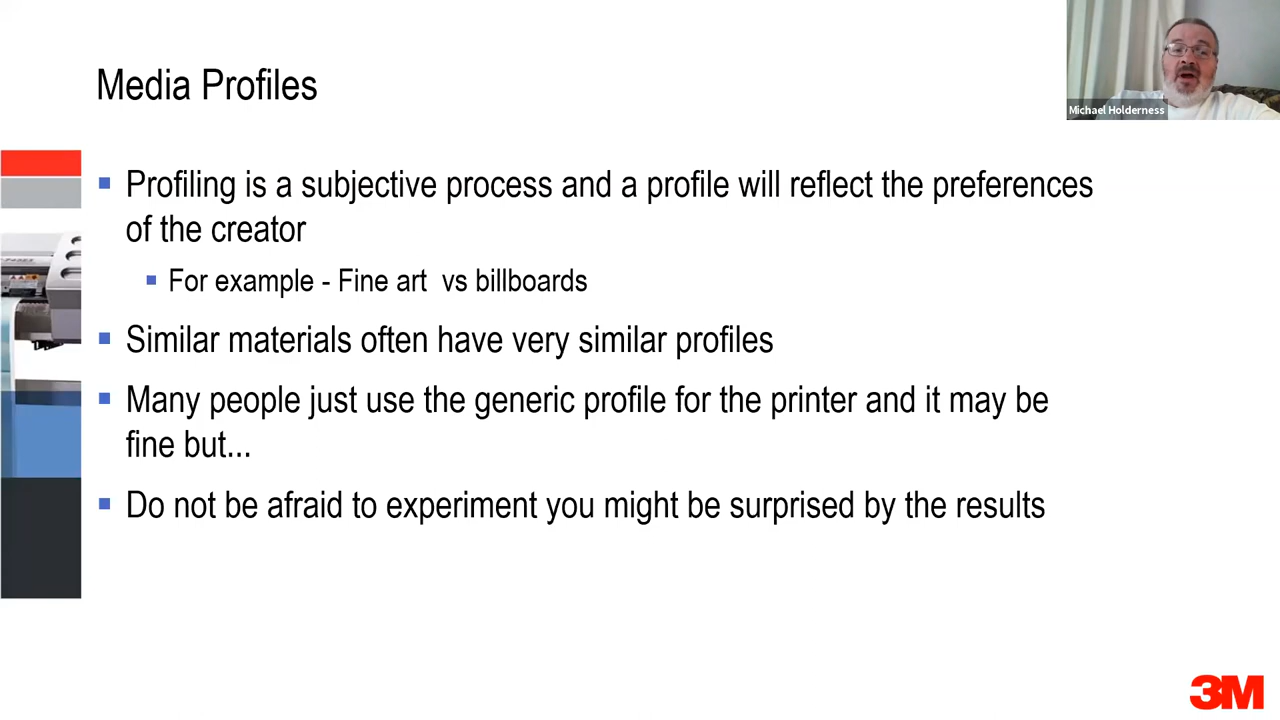 Media Profiles
Michael Holderness
Profiling is a subjective process and a profile will reflect the preferences
of the creator
For example - Fine art vs billboards
Similar materials often have very similar profiles
Many people just use the generic profile for the printer and it may be
fine but...
Do not be afraid to experiment you might be surprised by the results
3M